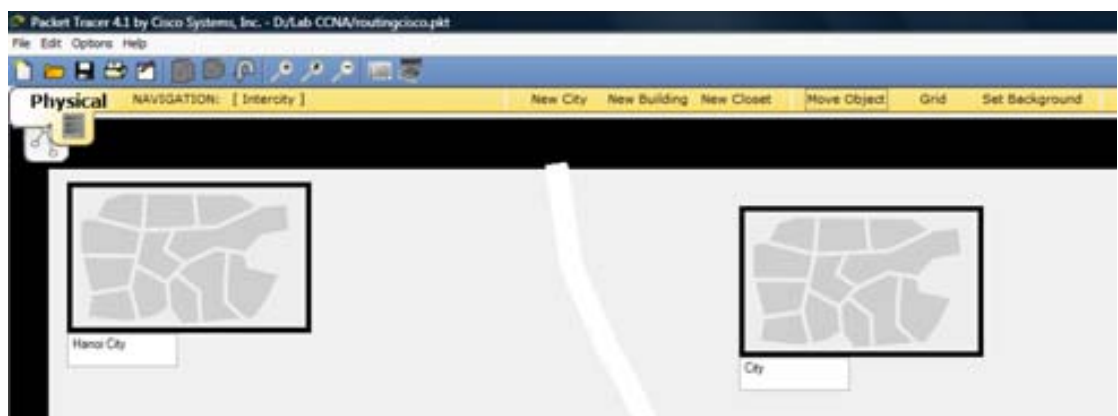 Packet Tracer 4.1 by Cisco Systems, Inc. - D:/Lab CCNA/routingcisco.pkt
File Edit Options Help
Physical NAVIGATION: [ Intercity ] New City New Building New Closet Move Object Grid Set Background
Hanoi City
City